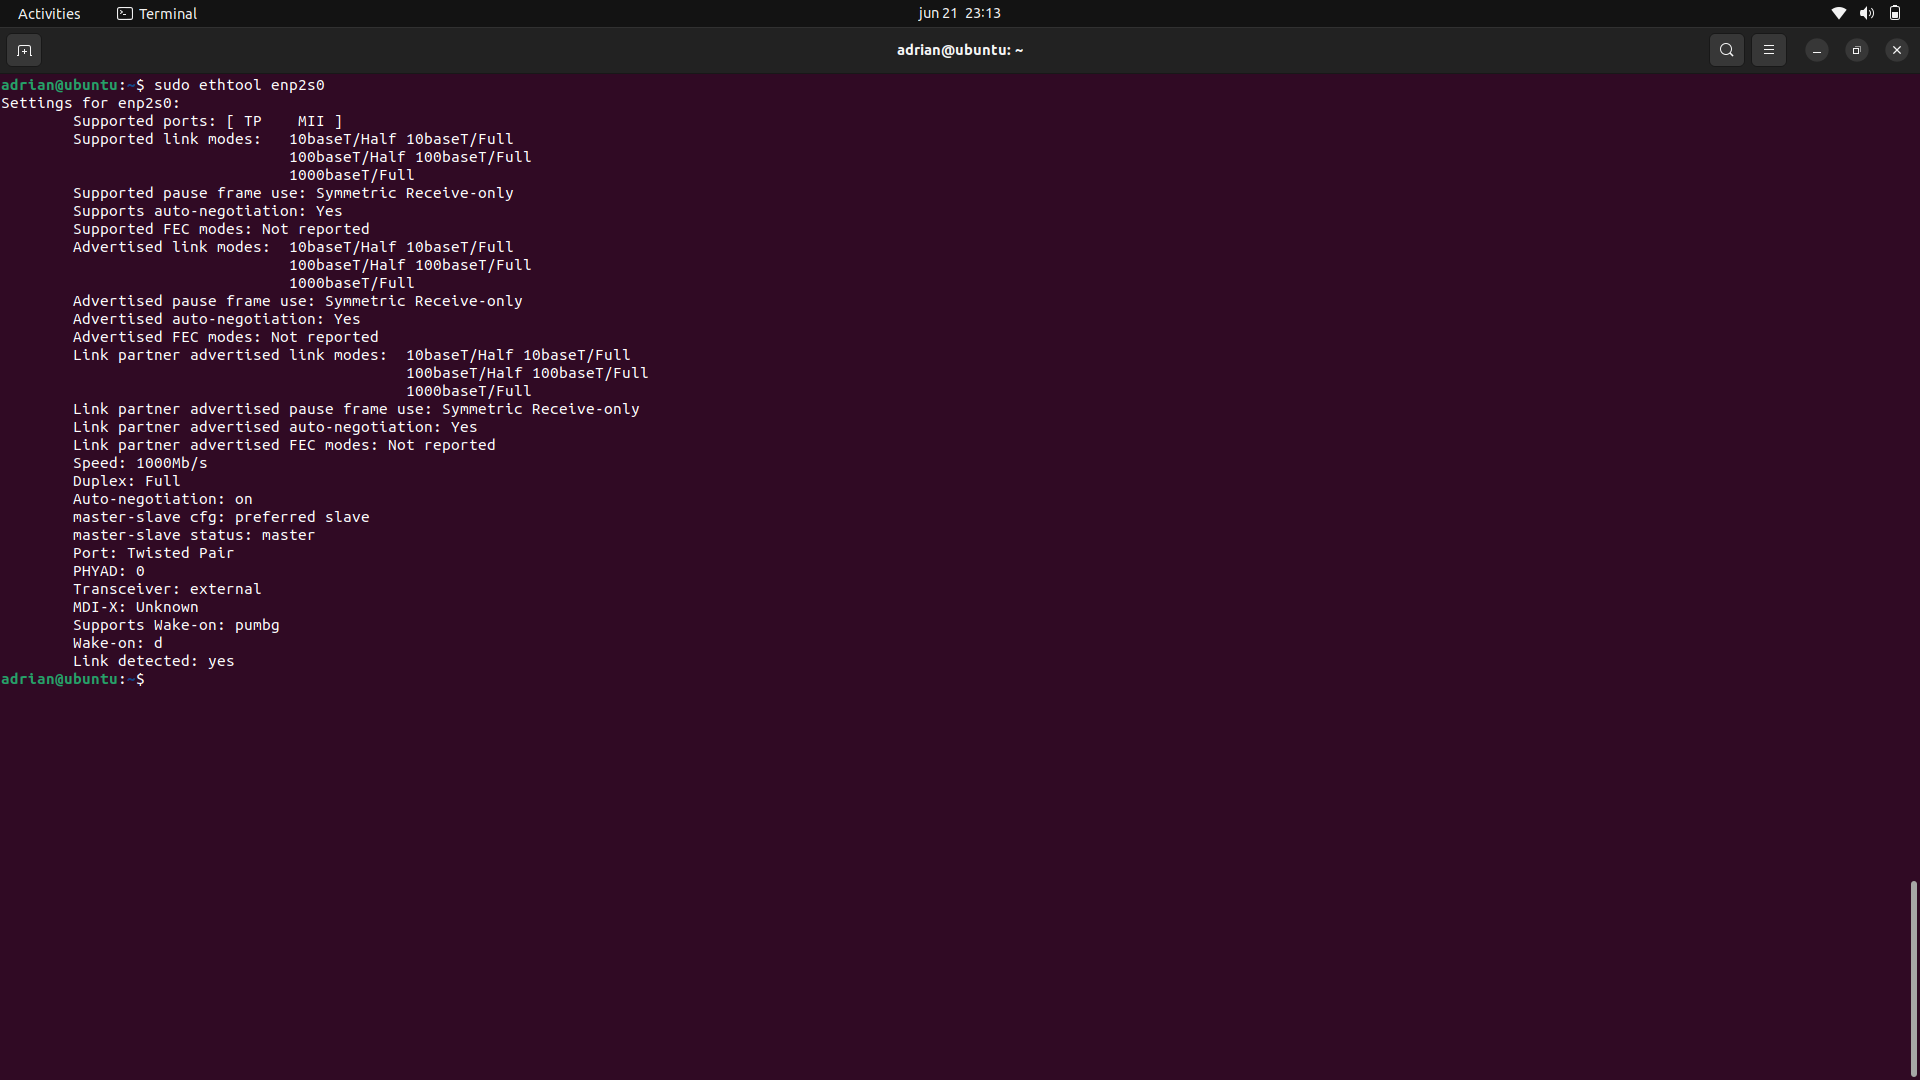 Activities Terminal jun 21 23:13
adrian@ubuntu: ~
adrian@ubuntu:~$ sudo ethtool enp2s0
Settings for enp2s0:
Supported ports: [ TP    MII ]
Supported link modes:   10baseT/Half 10baseT/Full
100baseT/Half 100baseT/Full
1000baseT/Full
Supported pause frame use: Symmetric Receive-only
Supports auto-negotiation: Yes
Supported FEC modes: Not reported
Advertised link modes:  10baseT/Half 10baseT/Full
100baseT/Half 100baseT/Full
1000baseT/Full
Advertised pause frame use: Symmetric Receive-only
Advertised auto-negotiation: Yes
Advertised FEC modes: Not reported
Link partner advertised link modes:  10baseT/Half 10baseT/Full
100baseT/Half 100baseT/Full
1000baseT/Full
Link partner advertised pause frame use: Symmetric Receive-only
Link partner advertised auto-negotiation: Yes
Link partner advertised FEC modes: Not reported
Speed: 1000Mb/s
Duplex: Full
Auto-negotiation: on
master-slave cfg: preferred slave
master-slave status: master
Port: Twisted Pair
PHYAD: 0
Transceiver: external
MDI-X: Unknown
Supports Wake-on: pumbg
Wake-on: d
Link detected: yes
adrian@ubuntu:~$